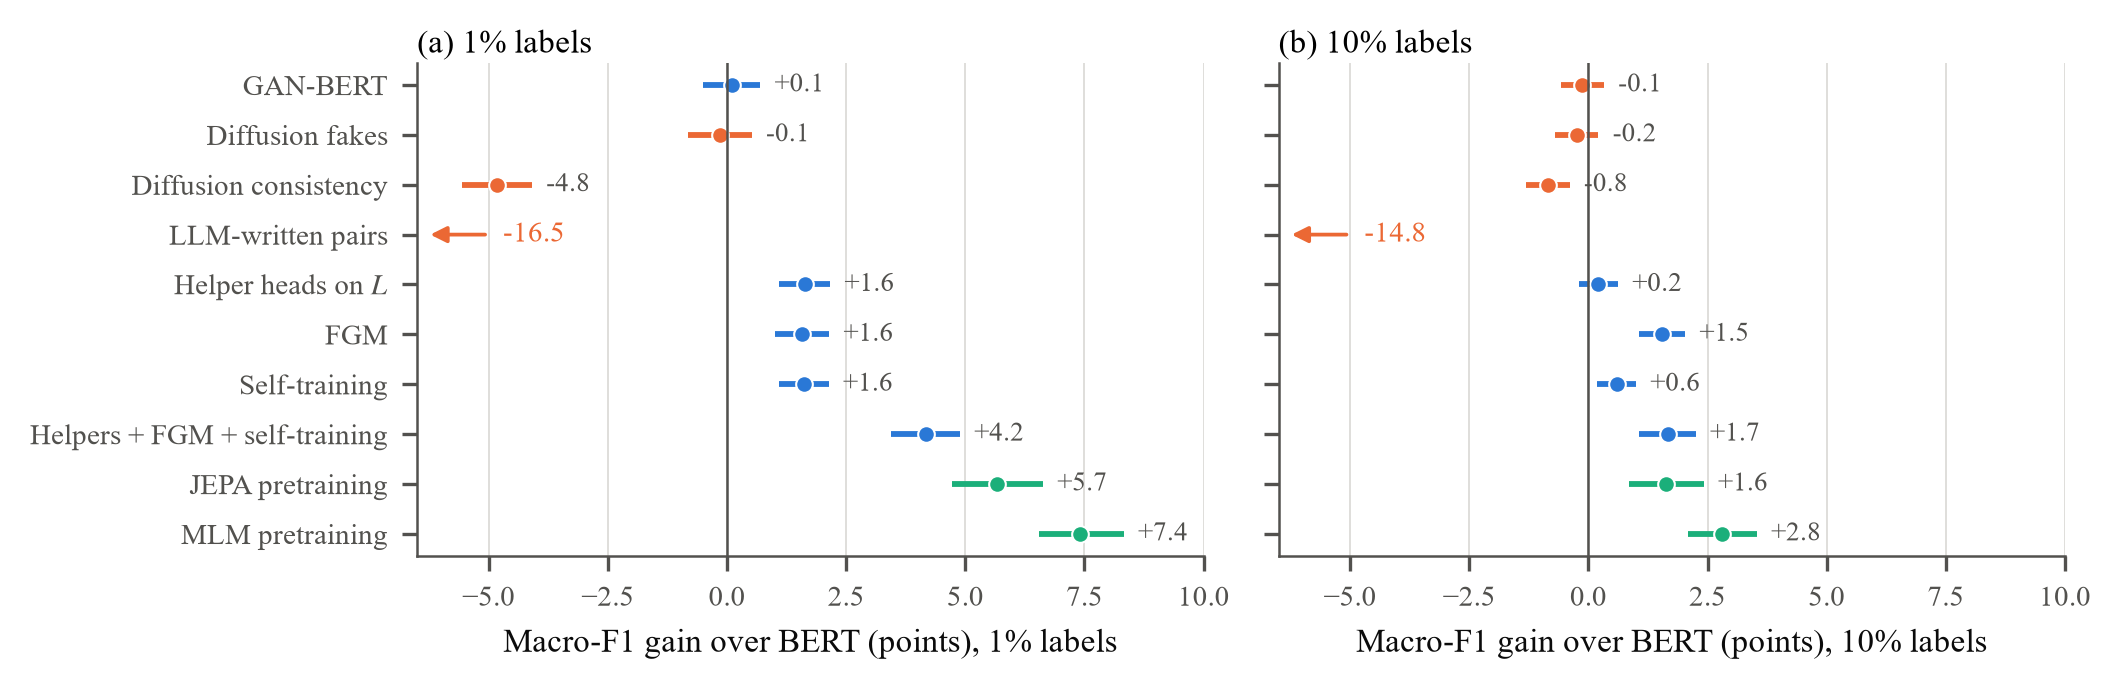 (a) 1% labels
GAN-BERT
+0.1
Diffusion fakes
-0.1
Diffusion consistency
-4.8
LLM-written pairs
-16.5
Helper heads on L
+1.6
FGM
+1.6
Self-training
+1.6
Helpers + FGM + self-training
+4.2
JEPA pretraining
+5.7
MLM pretraining
+7.4
−5.0 −2.5 0.0 2.5 5.0 7.5 10.0
Macro-F1 gain over BERT (points), 1% labels
(b) 10% labels
-0.1
-0.2
-0.8
-14.8
+0.2
+1.5
+0.6
+1.7
+1.6
+2.8
−5.0 −2.5 0.0 2.5 5.0 7.5 10.0
Macro-F1 gain over BERT (points), 10% labels